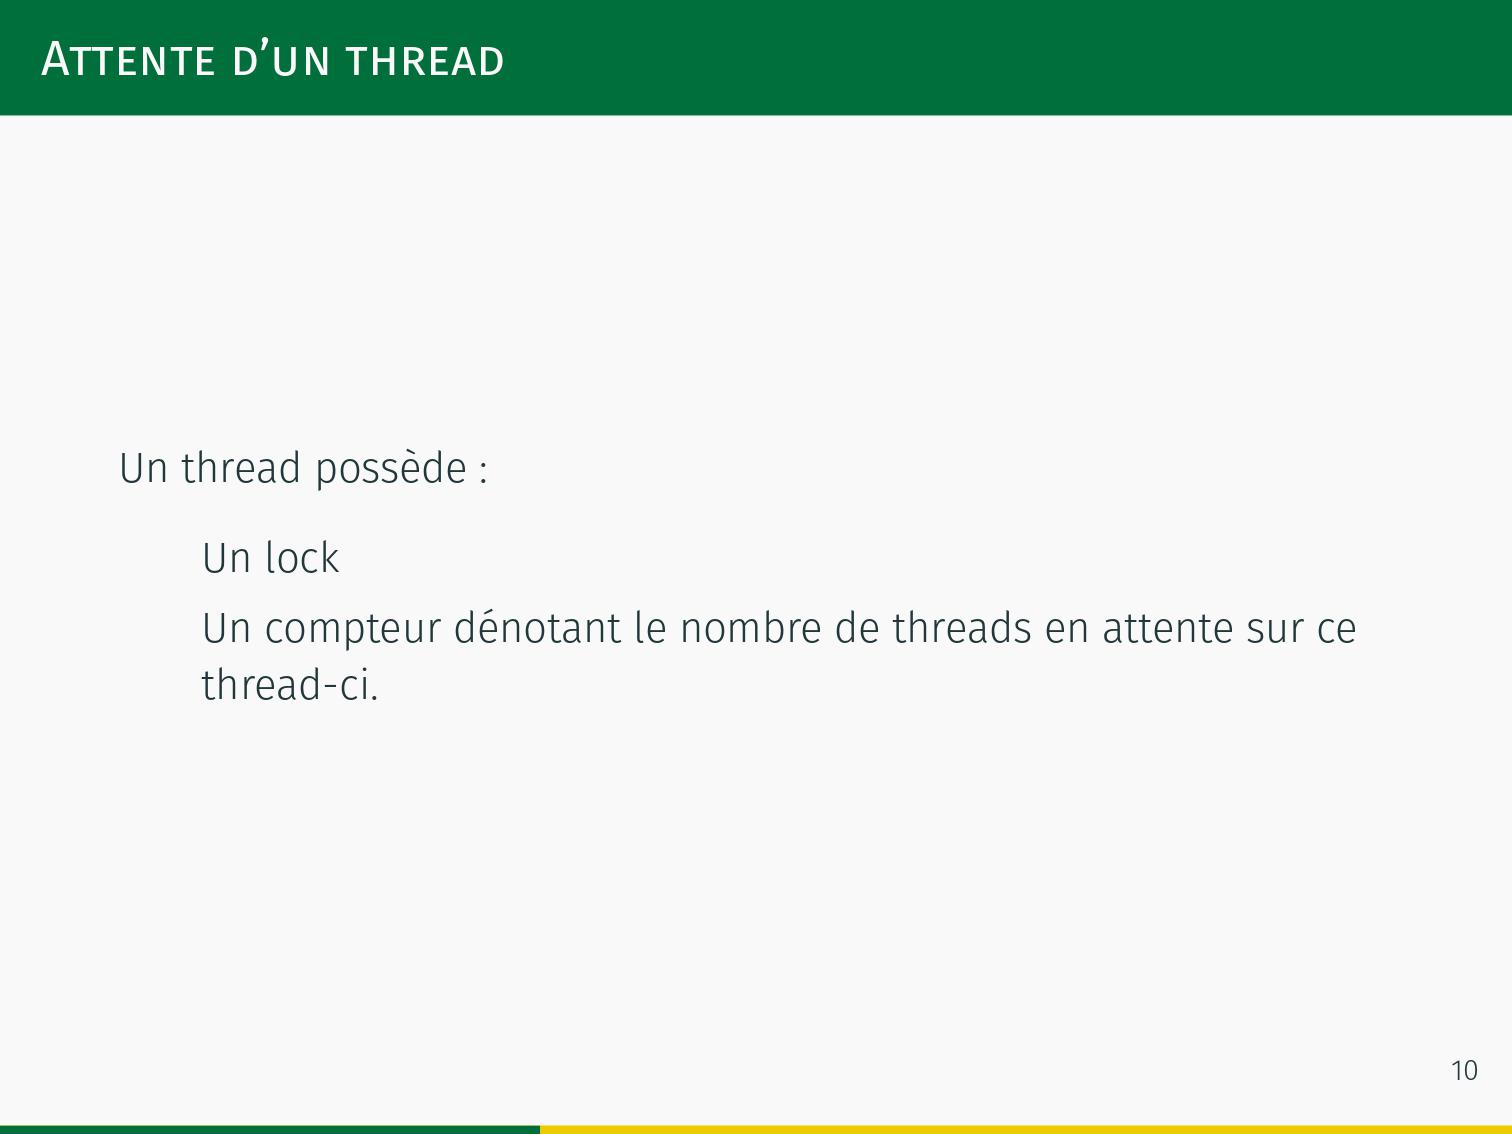 Attente d’un thread
Un thread possède :
Un lock
Un compteur dénotant le nombre de threads en attente sur ce
thread-ci.
10